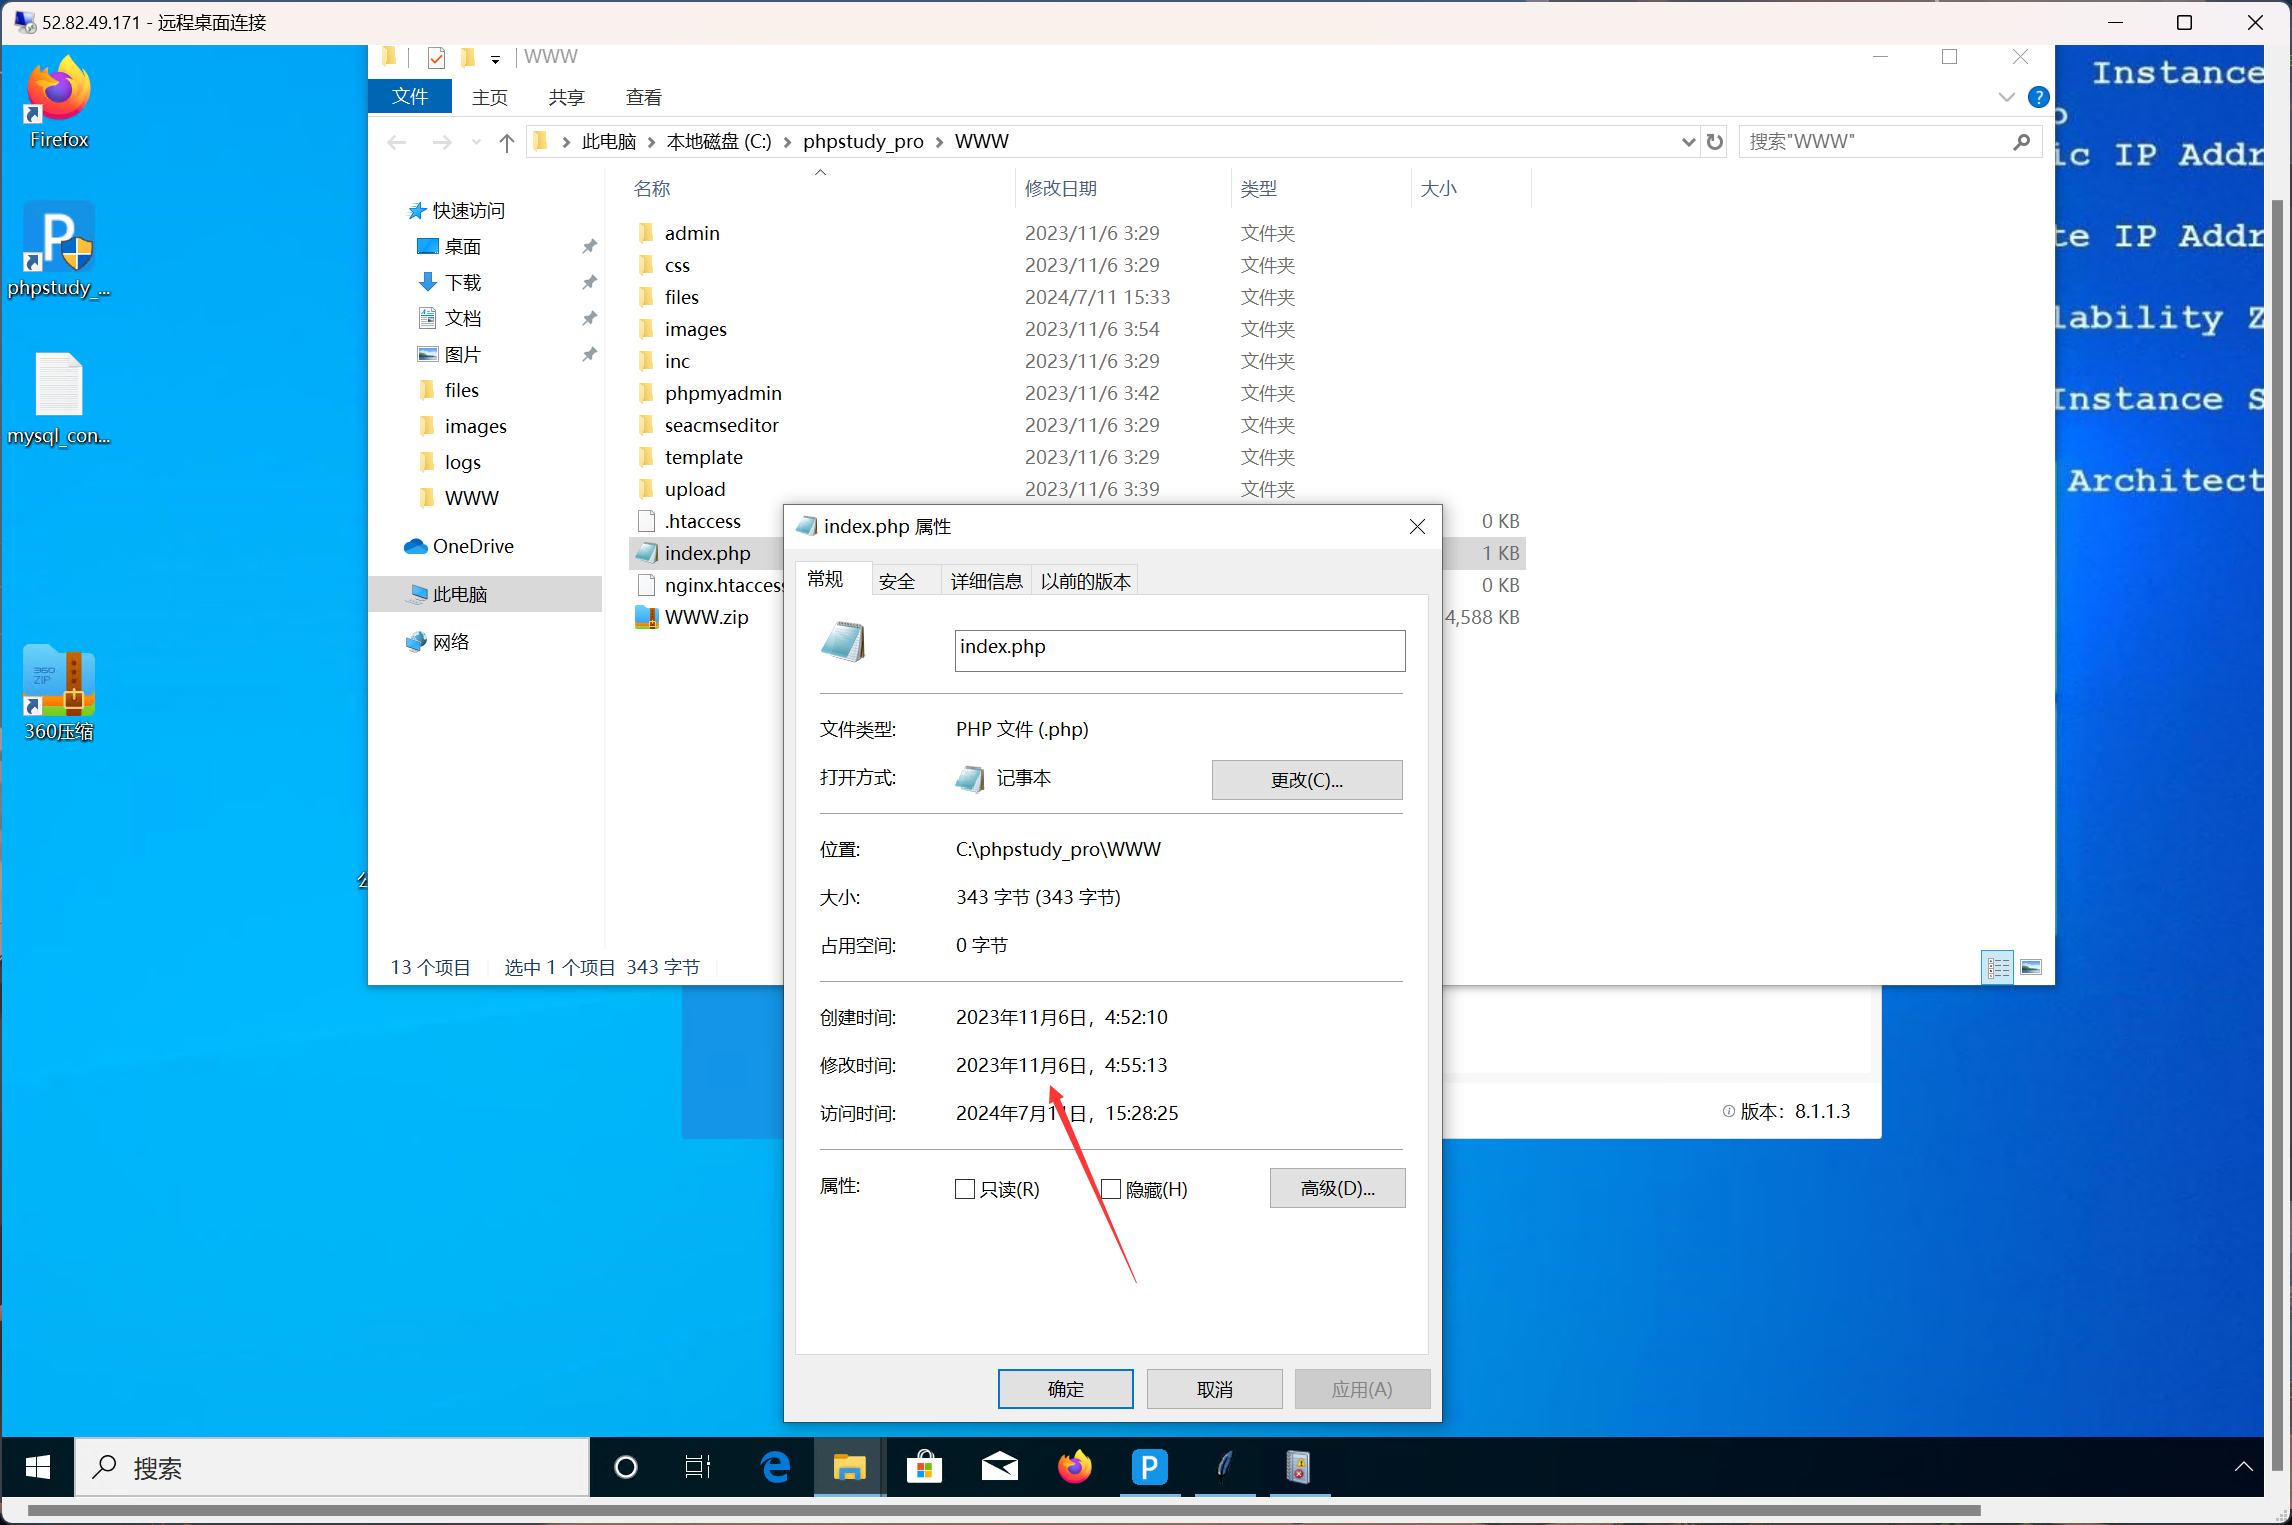 52.82.49.171 - 远程桌面连接
WWW
文件 主页 共享 查看
此电脑 本地磁盘 (C:) phpstudy_pro WWW
搜索"WWW"
Firefox
phpstudy_...
mysql_con...
360ZIP
360压缩
快速访问
桌面
下载
文档
图片
files
images
logs
WWW
OneDrive
此电脑
网络
名称 修改日期 类型 大小
admin 2023/11/6 3:29 文件夹
css 2023/11/6 3:29 文件夹
files 2024/7/11 15:33 文件夹
images 2023/11/6 3:54 文件夹
inc 2023/11/6 3:29 文件夹
phpmyadmin 2023/11/6 3:42 文件夹
seacmseditor 2023/11/6 3:29 文件夹
template 2023/11/6 3:29 文件夹
upload 2023/11/6 3:39 文件夹
.htaccess 0 KB
index.php 1 KB
nginx.htaccess 0 KB
WWW.zip 4,588 KB
13 个项目 选中 1 个项目 343 字节
index.php 属性
常规 安全 详细信息 以前的版本
index.php
文件类型: PHP 文件 (.php)
打开方式: 记事本 更改(C)...
位置: C:\phpstudy_pro\WWW
大小: 343 字节 (343 字节)
占用空间: 0 字节
创建时间: 2023年11月6日，4:52:10
修改时间: 2023年11月6日，4:55:13
访问时间: 2024年7月11日，15:28:25
属性: 只读(R) 隐藏(H) 高级(D)...
确定 取消 应用(A)
版本：8.1.1.3
Instance
ic IP Addr
te IP Addr
lability Z
Instance S
Architect
搜索